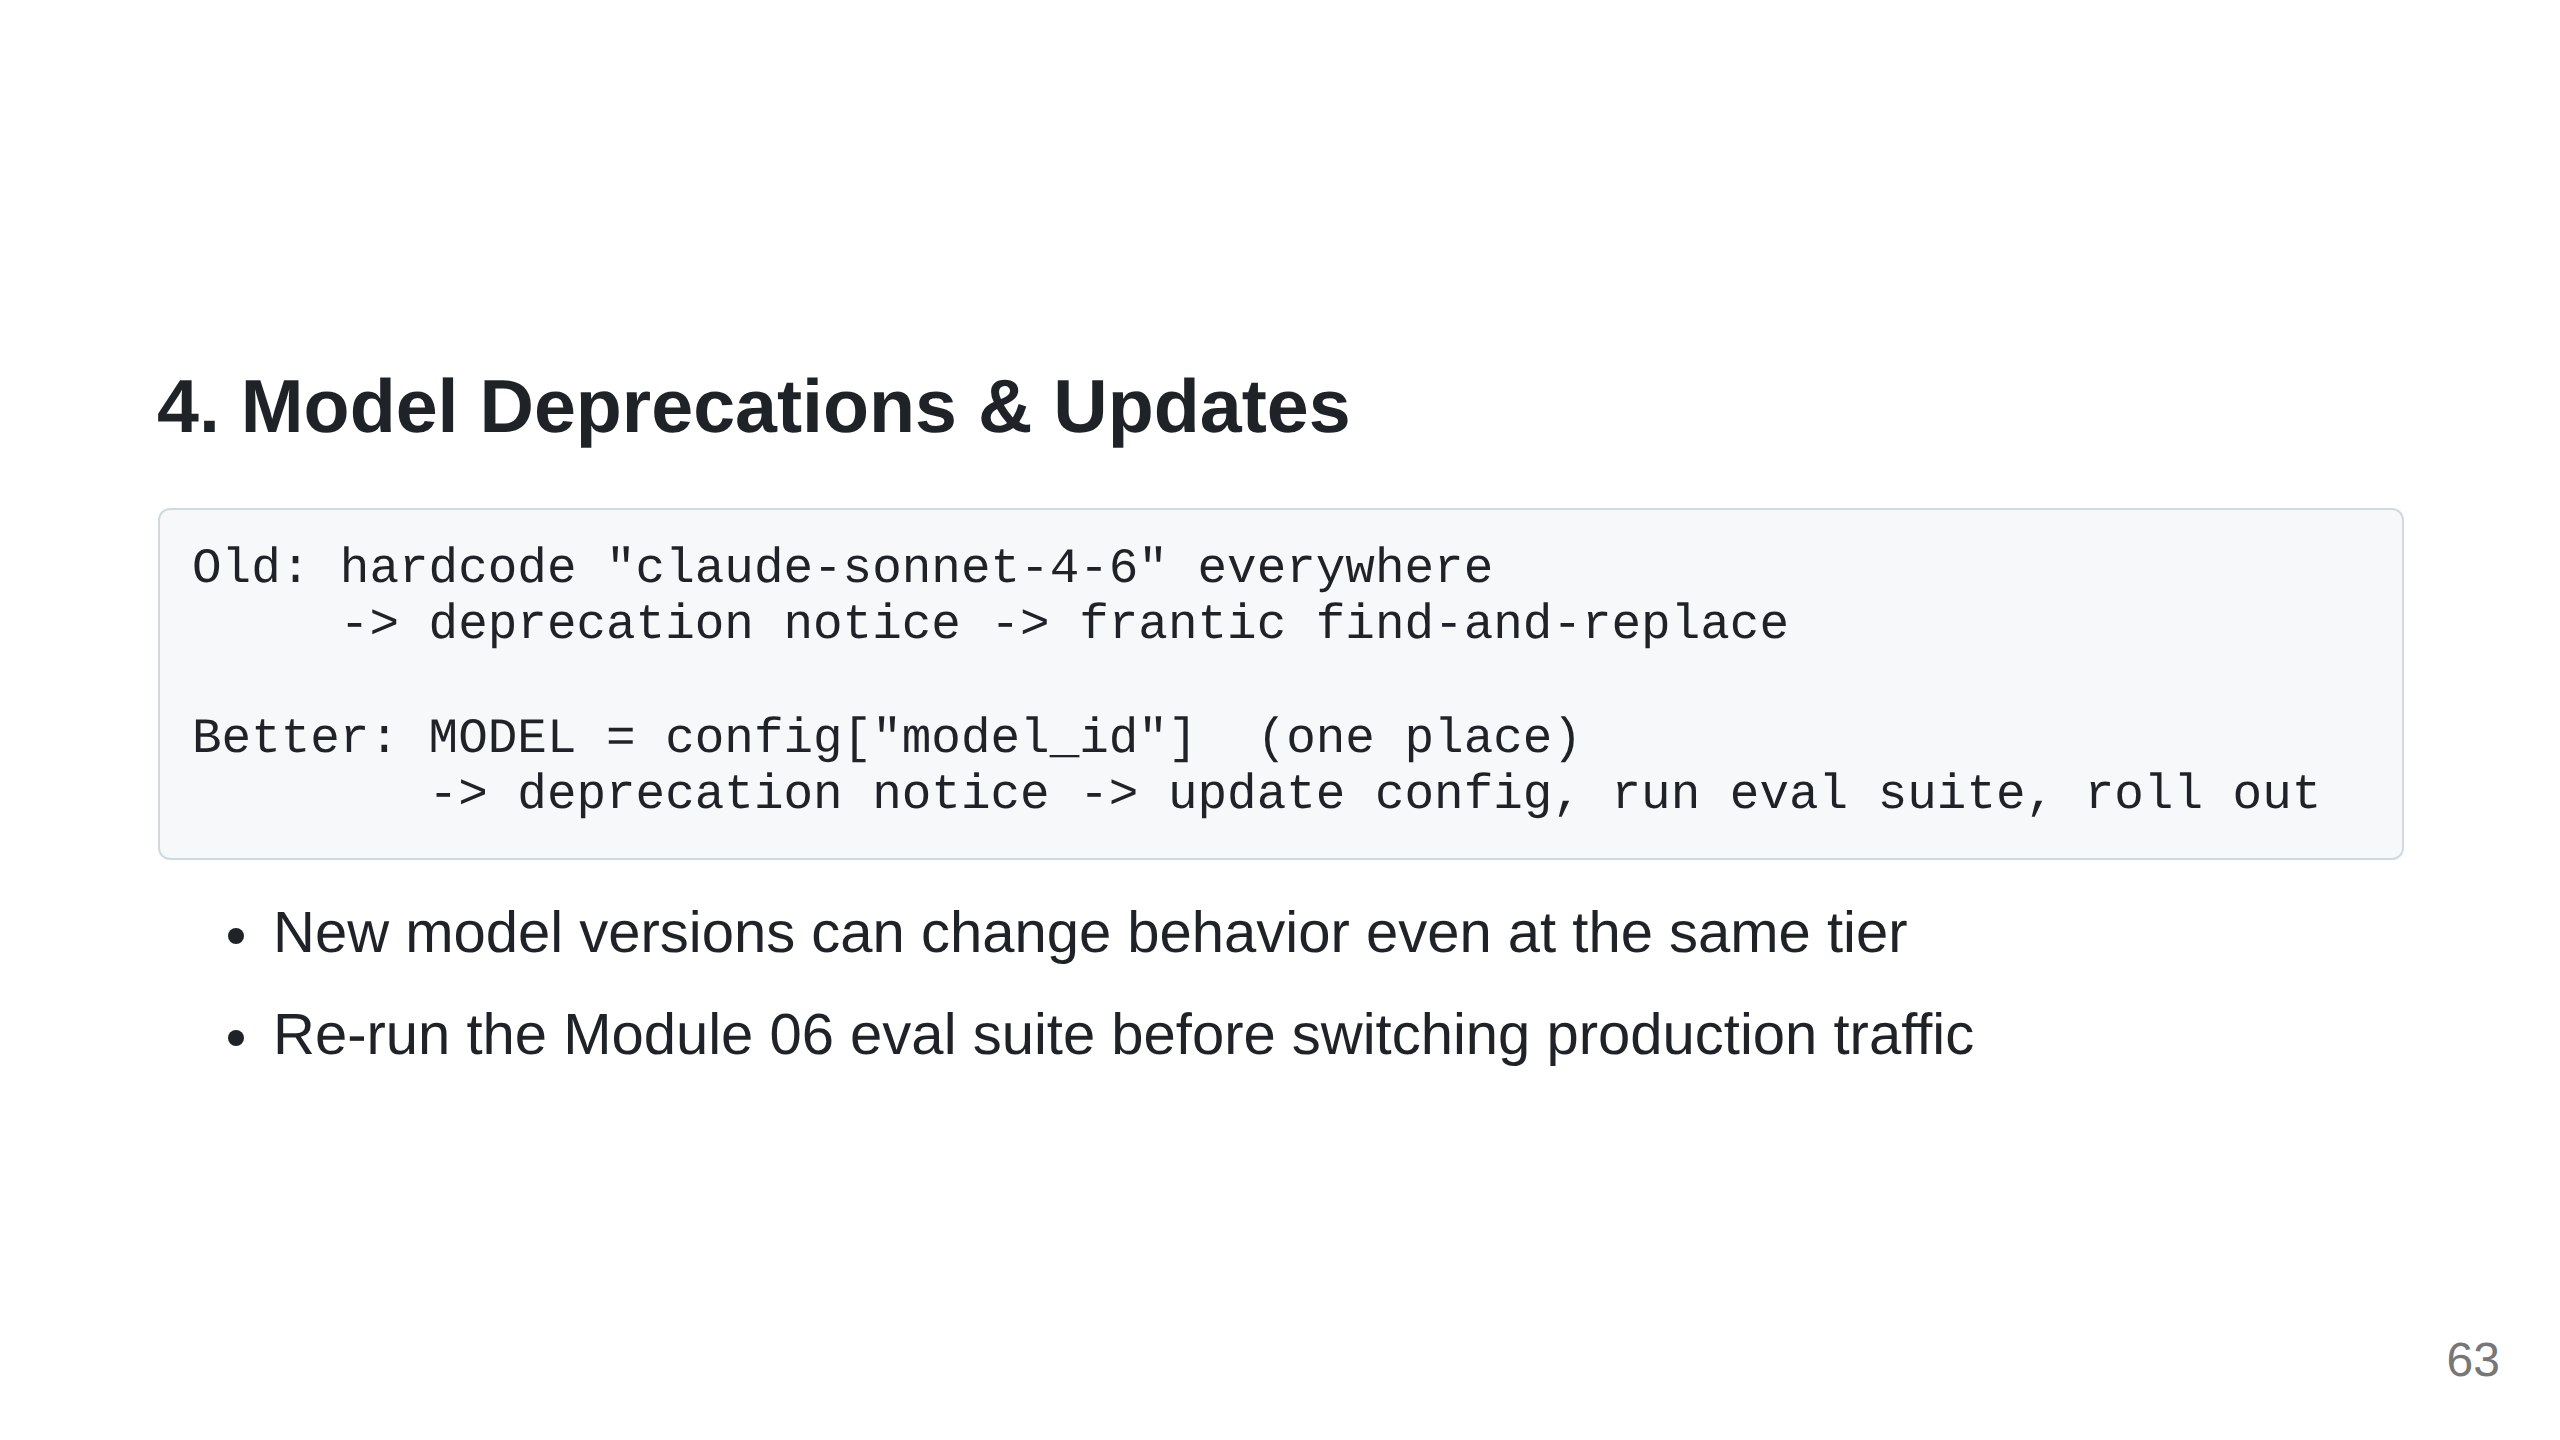 4. Model Deprecations & Updates
Old: hardcode "claude-sonnet-4-6" everywhere
     -> deprecation notice -> frantic find-and-replace
Better: MODEL = config["model_id"]  (one place)
        -> deprecation notice -> update config, run eval suite, roll out
• New model versions can change behavior even at the same tier
• Re-run the Module 06 eval suite before switching production traffic
63